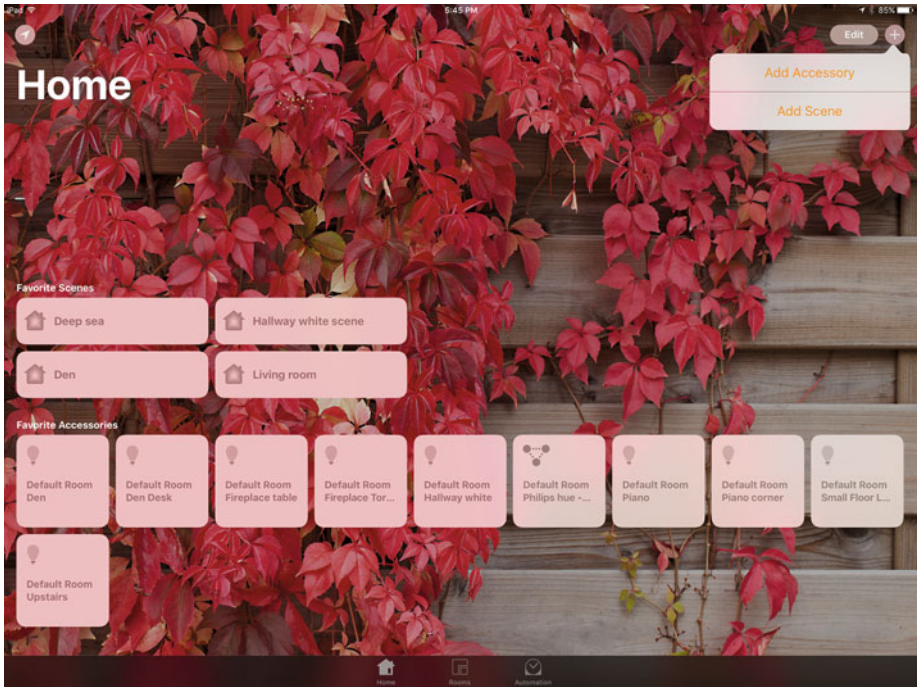 iPad
5:45 PM
85%
Edit
Add Accessory
Add Scene
Home
Favorite Scenes
Deep sea
Hallway white scene
Den
Living room
Favorite Accessories
Default Room
Den
Default Room
Den Desk
Default Room
Fireplace table
Default Room
Fireplace Tor...
Default Room
Hallway white
Default Room
Philips hue -...
Default Room
Piano
Default Room
Piano corner
Default Room
Small Floor L...
Default Room
Upstairs
Home
Rooms
Automation